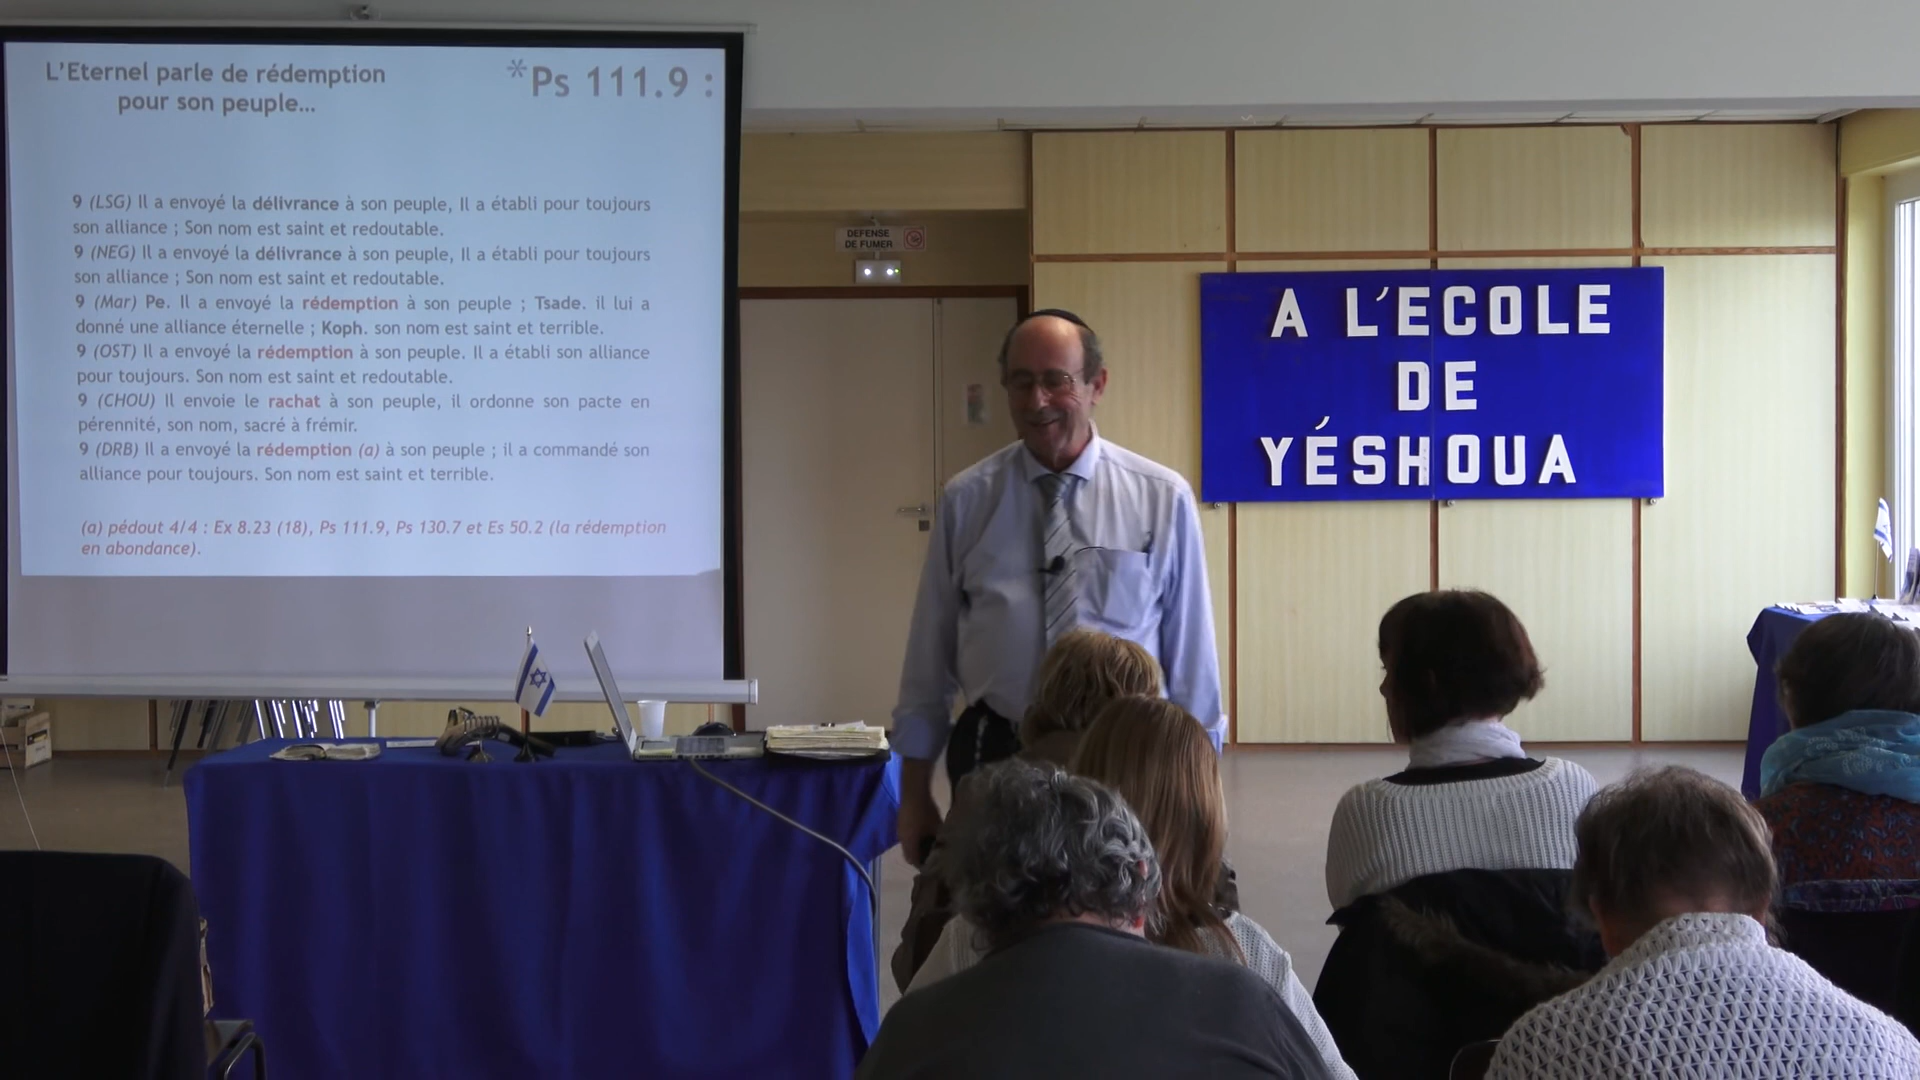 L'Eternel parle de rédemption
pour son peuple...
*Ps 111.9 :
9 (LSG) Il a envoyé la délivrance à son peuple, Il a établi pour toujours
son alliance ; Son nom est saint et redoutable.
9 (NEG) Il a envoyé la délivrance à son peuple, Il a établi pour toujours
son alliance ; Son nom est saint et redoutable.
9 (Mar) Pe. Il a envoyé la rédemption à son peuple ; Tsade. il lui a
donné une alliance éternelle ; Koph. son nom est saint et terrible.
9 (OST) Il a envoyé la rédemption à son peuple. Il a établi son alliance
pour toujours. Son nom est saint et redoutable.
9 (CHOU) Il envoie le rachat à son peuple, il ordonne son pacte en
pérennité, son nom, sacré à frémir.
9 (DRB) Il a envoyé la rédemption (a) à son peuple ; il a commandé son
alliance pour toujours. Son nom est saint et terrible.
(a) pédout 4/4 : Ex 8.23 (18), Ps 111.9, Ps 130.7 et Es 50.2 (la rédemption
en abondance).
DEFENSE
DE FUMER
A L'ECOLE
DE
YÉSHOUA